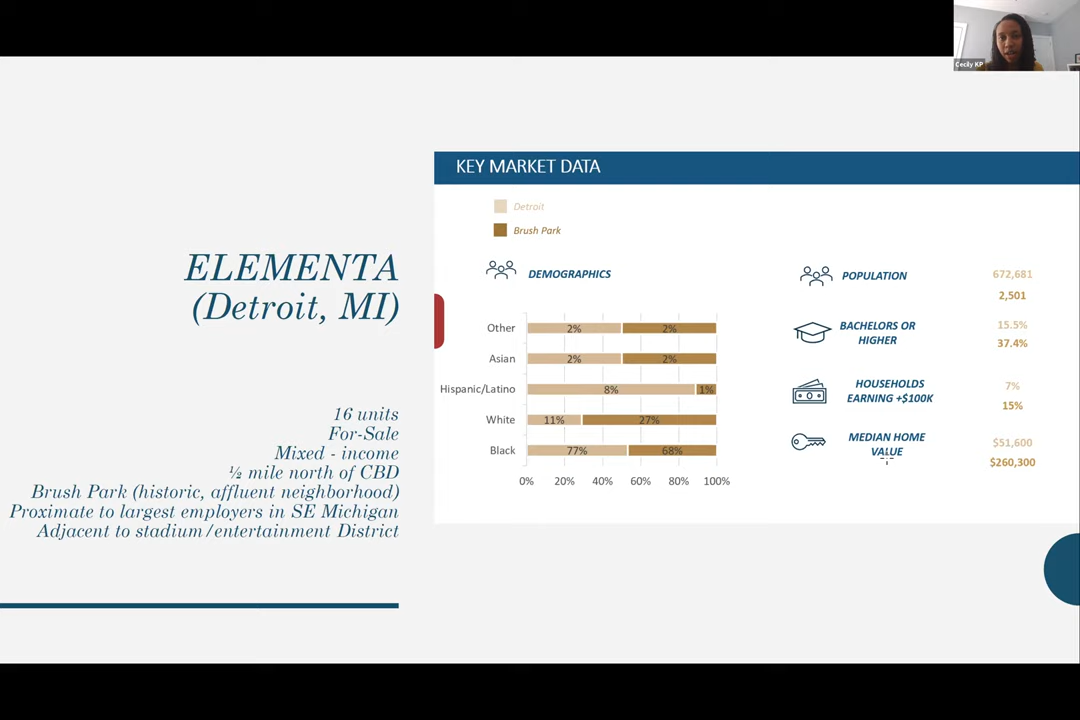 Cecily KP
ELEMENTA
(Detroit, MI)
16 units
For-Sale
Mixed - income
½ mile north of CBD
Brush Park (historic, affluent neighborhood)
Proximate to largest employers in SE Michigan
Adjacent to stadium/entertainment District
KEY MARKET DATA
Detroit
Brush Park
DEMOGRAPHICS
Other 2% 2%
Asian 2% 2%
Hispanic/Latino 8% 1%
White 11% 27%
Black 77% 68%
0% 20% 40% 60% 80% 100%
POPULATION
672,681
2,501
BACHELORS OR
HIGHER
15.5%
37.4%
HOUSEHOLDS
EARNING +$100K
7%
15%
MEDIAN HOME
VALUE
$51,600
$260,300